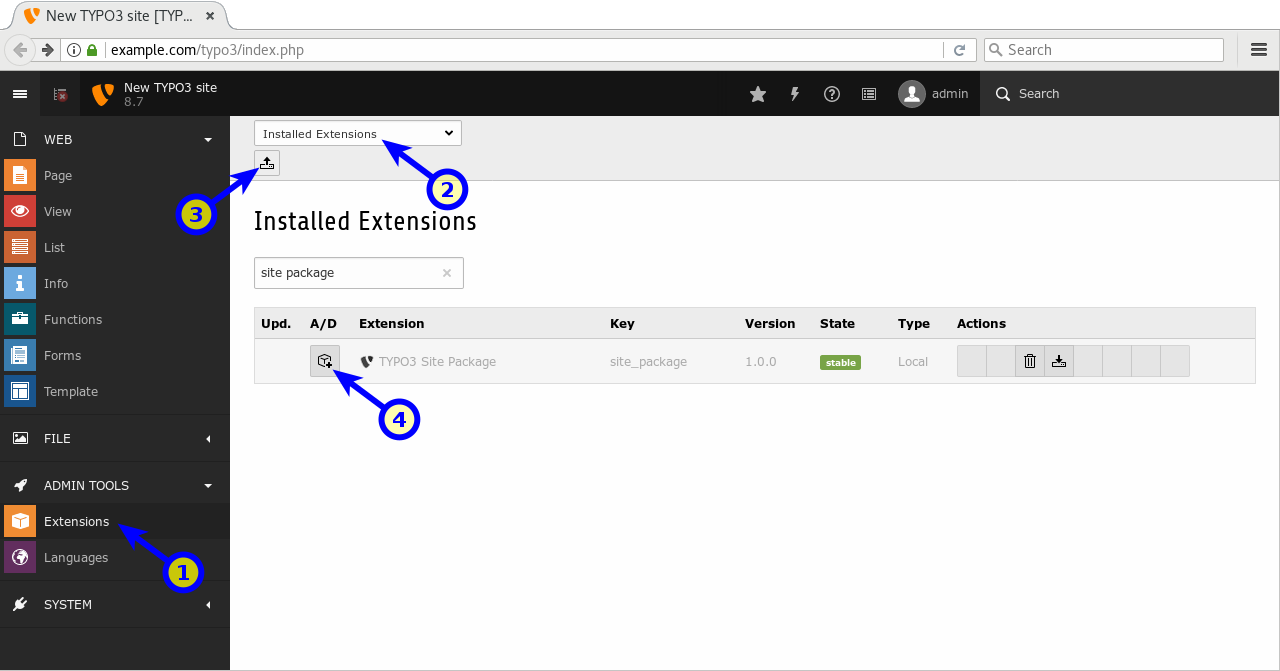 New TYPO3 site [TYP...
example.com/typo3/index.php
Search
New TYPO3 site
8.7
admin
Search
WEB
Page
View
List
Info
Functions
Forms
Template
FILE
ADMIN TOOLS
Extensions
Languages
SYSTEM
Installed Extensions
2
3
Installed Extensions
site package
Upd. A/D Extension Key Version State Type Actions
TYPO3 Site Package site_package 1.0.0 stable Local
4
1